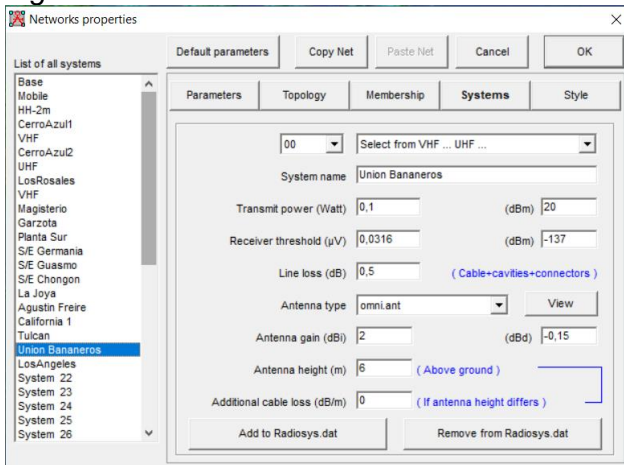 Networks properties
Default parameters
Copy Net
Paste Net
Cancel
OK
List of all systems
Base
Mobile
HH-2m
CerroAzul1
VHF
CerroAzul2
UHF
LosRosales
VHF
Magisterio
Garzota
Planta Sur
S/E Germania
S/E Guasmo
S/E Chongon
La Joya
Agustin Freire
California 1
Tulcan
Union Bananeros
LosAngeles
System 22
System 23
System 24
System 25
System 26
Parameters
Topology
Membership
Systems
Style
00
Select from VHF ... UHF ...
System name Union Bananeros
Transmit power (Watt) 0,1 (dBm) 20
Receiver threshold (µV) 0,0316 (dBm) -137
Line loss (dB) 0,5 ( Cable+cavities+connectors )
Antenna type omni.ant View
Antenna gain (dBi) 2 (dBd) -0,15
Antenna height (m) 6 ( Above ground )
Additional cable loss (dB/m) 0 ( If antenna height differs )
Add to Radiosys.dat
Remove from Radiosys.dat